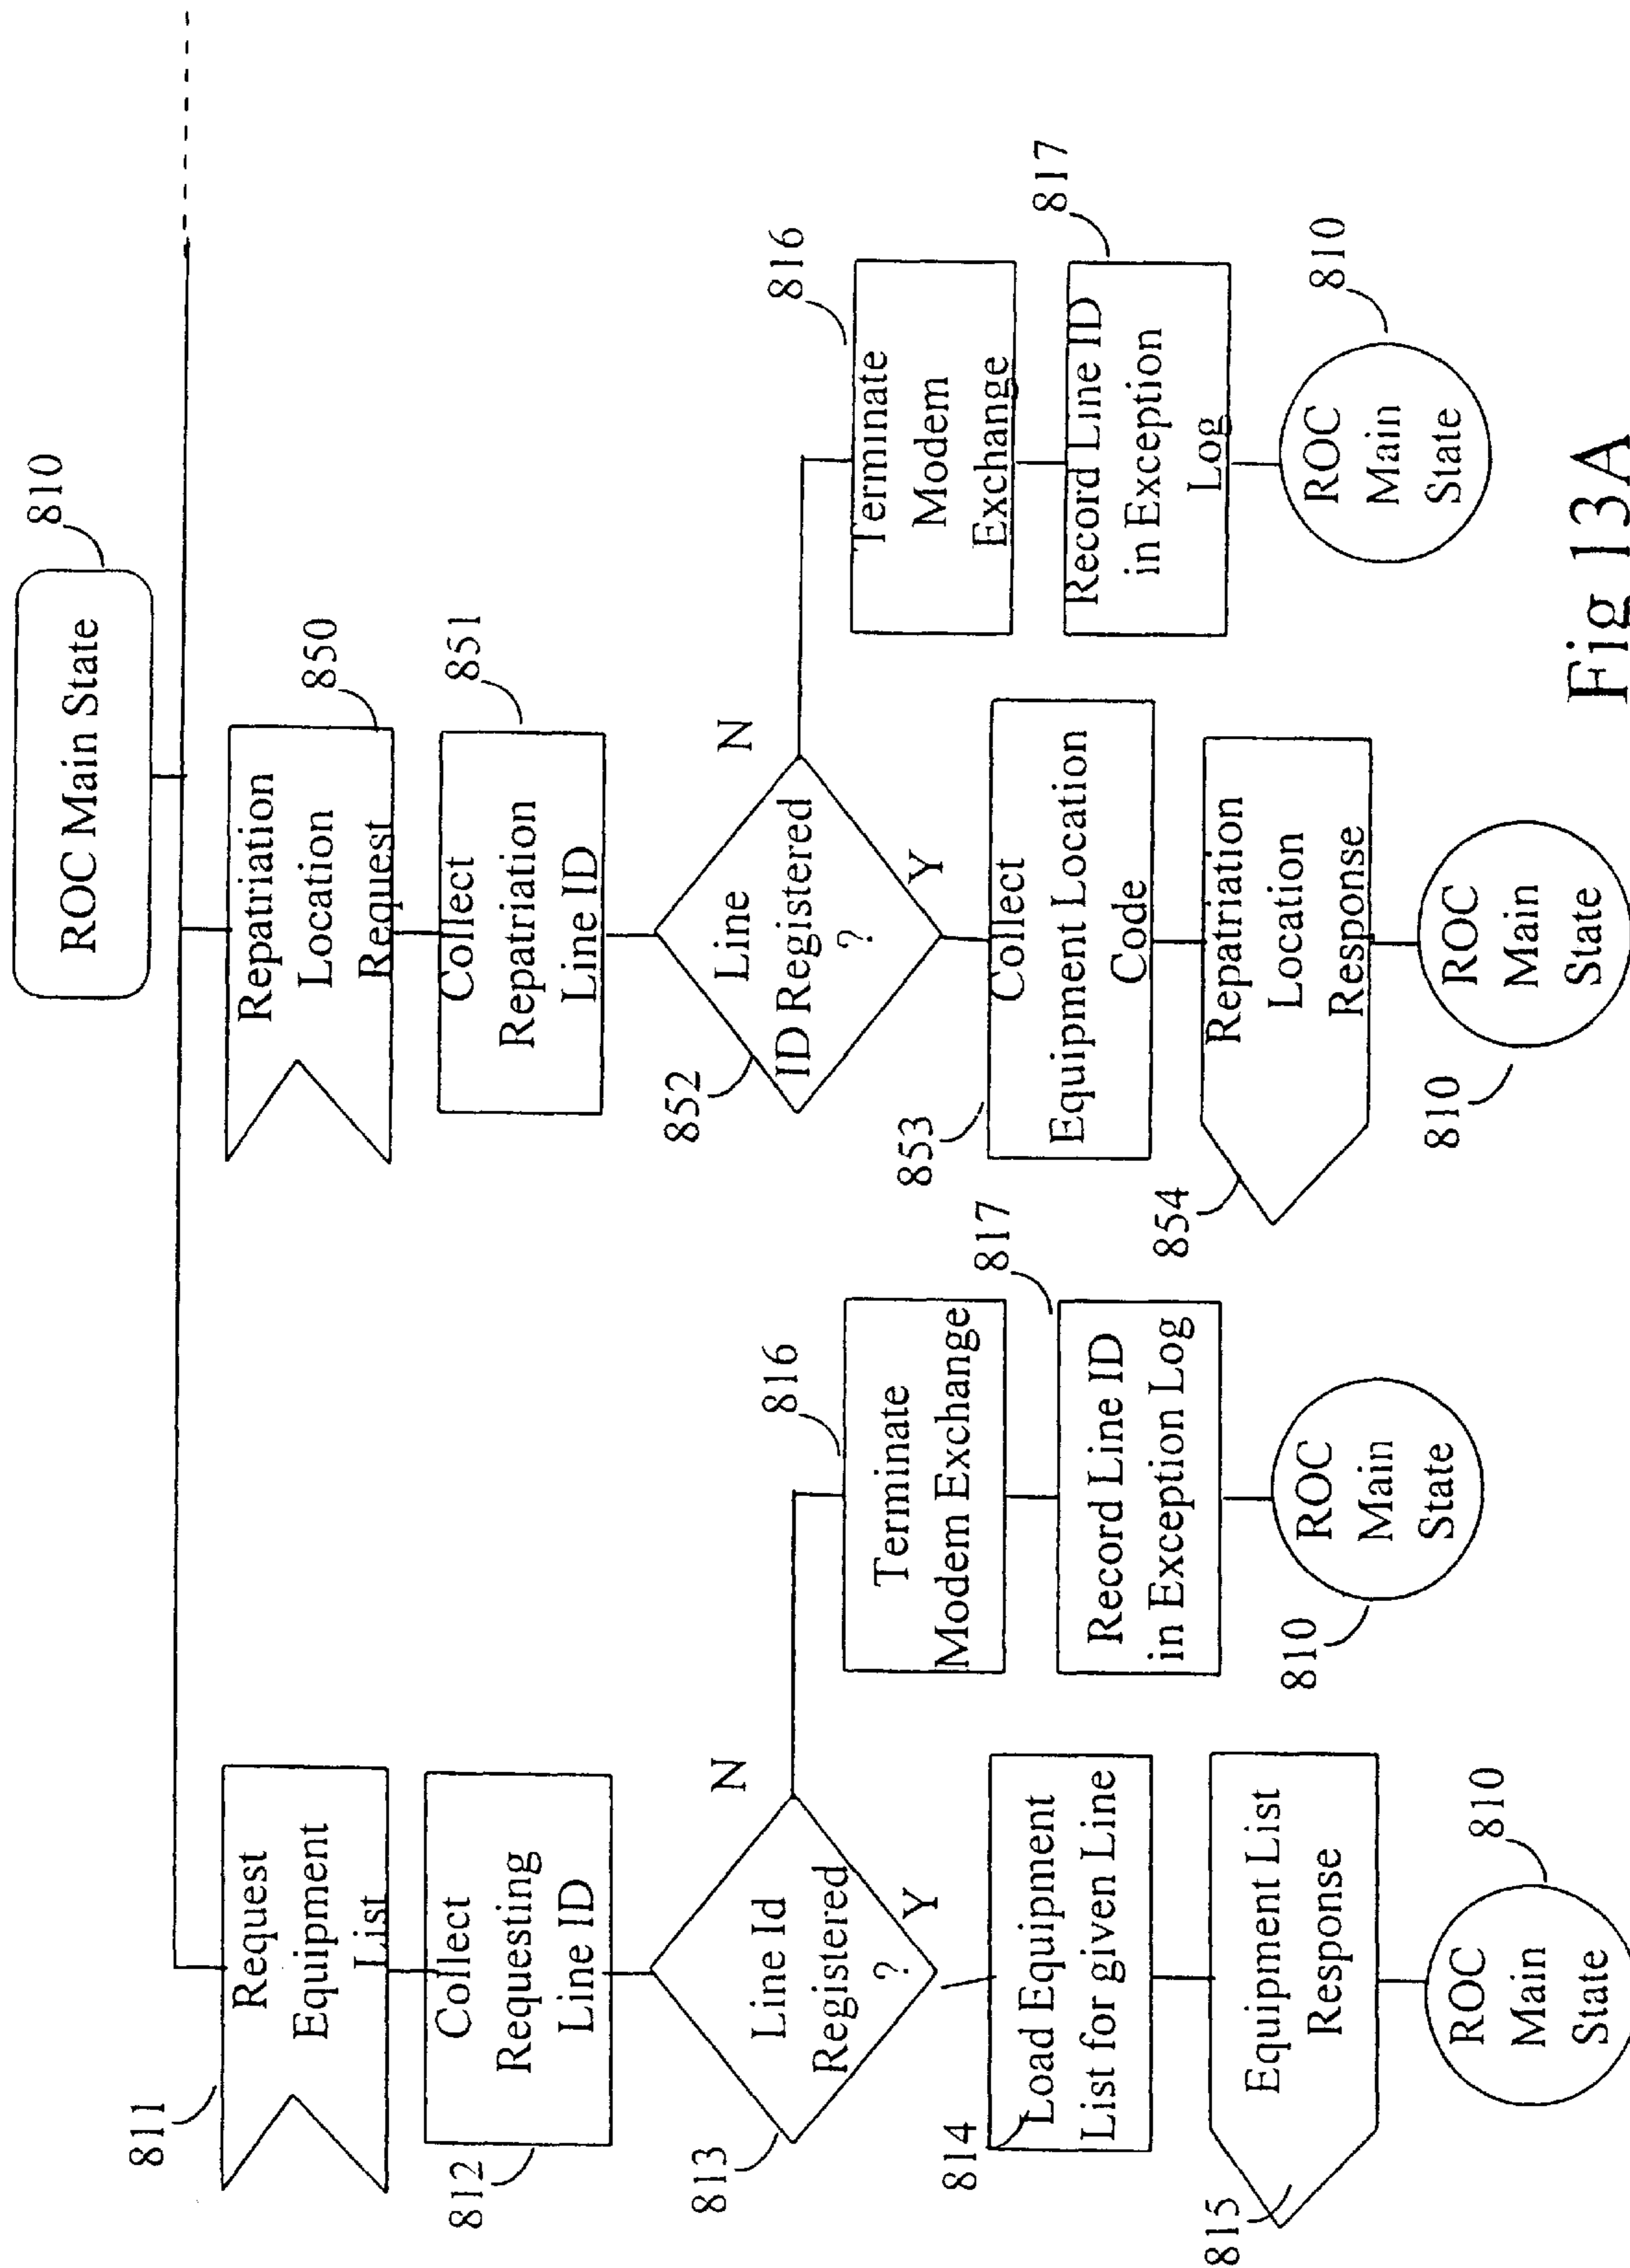 ROC Main State
810
Request
Equipment
List
811
Collect
Requesting
Line ID
812
Line Id
Registered
?
813
N
Y
Load Equipment
List for given Line
814
Equipment List
Response
815
ROC
Main
State
810
Terminate
Modem Exchange
816
Record Line ID
in Exception Log
817
ROC
Main
State
810
Repatriation
Location
Request
850
Collect
Repatriation
Line ID
851
Line
ID Registered
?
852
N
Y
Collect
Equipment Location
Code
853
Repatriation
Location
Response
854
ROC
Main
State
810
Terminate
Modem
Exchange
816
Record Line ID
in Exception
Log
817
ROC
Main
State
810
Fig 13A